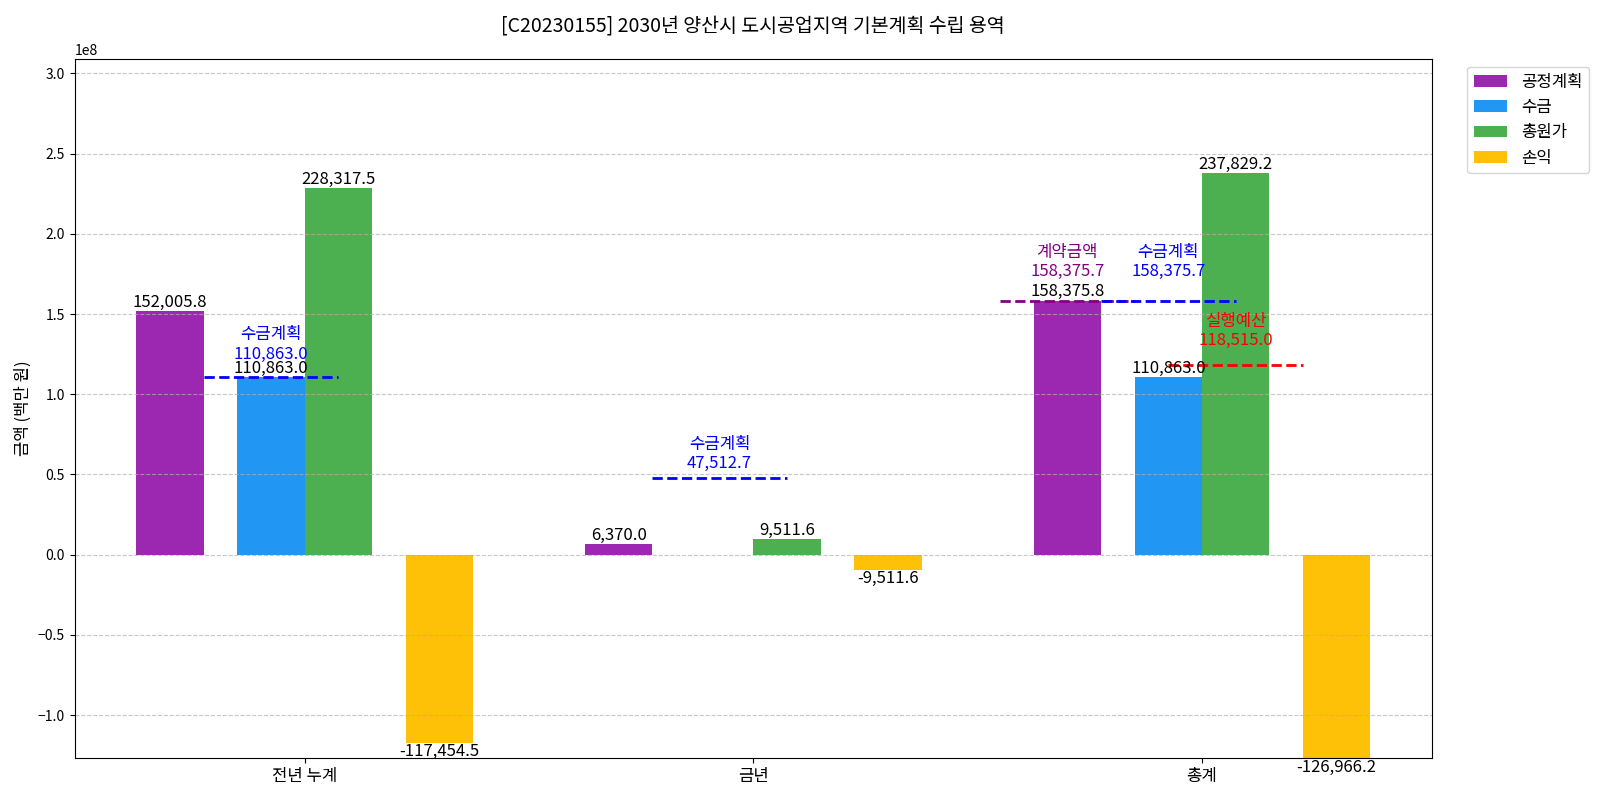 [C20230155] 2030년 양산시 도시공업지역 기본계획 수립 용역
1e8
3.0
2.5
2.0
1.5
1.0
0.5
0.0
−0.5
−1.0
금액 (백만 원)
152,005.8
수금계획
110,863.0
110,863.0
228,317.5
-117,454.5
6,370.0
수금계획
47,512.7
9,511.6
-9,511.6
계약금액
158,375.7
158,375.8
수금계획
158,375.7
110,863.0
237,829.2
실행예산
118,515.0
-126,966.2
전년 누계
금년
총계
공정계획
수금
총원가
손익